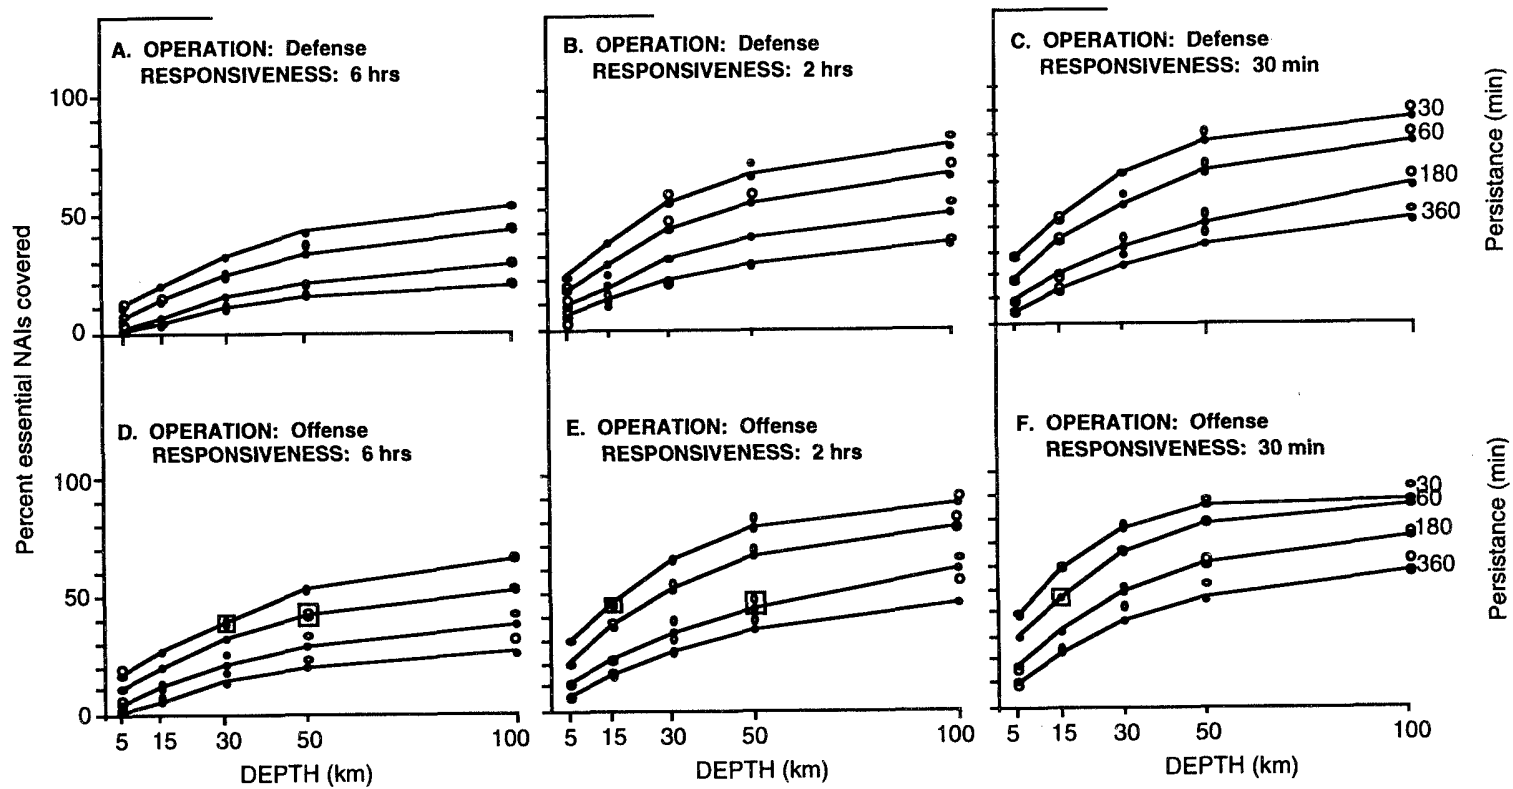 A. OPERATION: Defense
RESPONSIVENESS: 6 hrs
B. OPERATION: Defense
RESPONSIVENESS: 2 hrs
C. OPERATION: Defense
RESPONSIVENESS: 30 min
Percent essential NAIs covered
100
50
0
30
60
180
360
Persistance (min)
D. OPERATION: Offense
RESPONSIVENESS: 6 hrs
E. OPERATION: Offense
RESPONSIVENESS: 2 hrs
F. OPERATION: Offense
RESPONSIVENESS: 30 min
100
50
0
30
60
180
360
Persistance (min)
5 15 30 50 100
DEPTH (km)
5 15 30 50 100
DEPTH (km)
5 15 30 50 100
DEPTH (km)